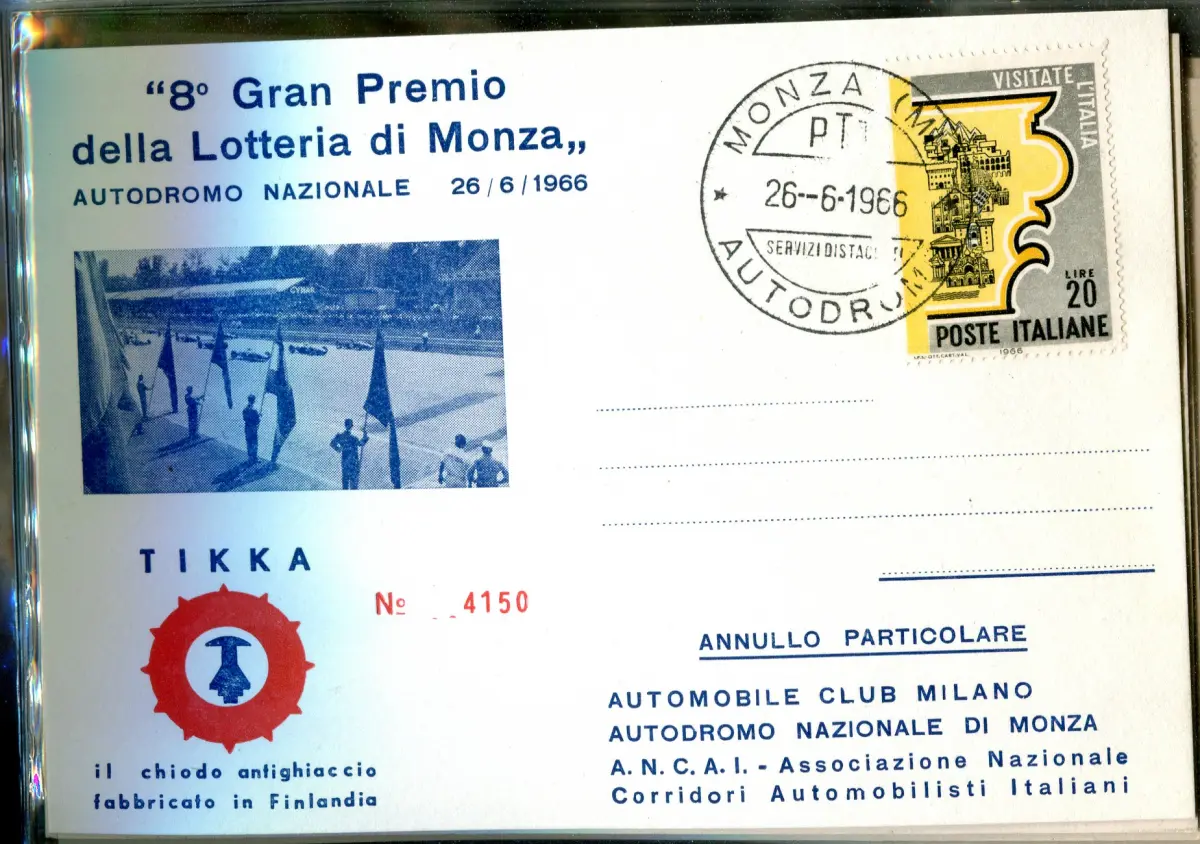 “8º Gran Premio
della Lotteria di Monza„
AUTODROMO NAZIONALE 26/6/1966
TIKKA
Nº 4150
il chiodo antighiaccio
fabbricato in Finlandia
MONZA (M
PTT
26--6-1966
SERVIZI DISTAC
AUTODROM
VISITATE L'ITALIA
LIRE
20
POSTE ITALIANE
1966
ANNULLO PARTICOLARE
AUTOMOBILE CLUB MILANO
AUTODROMO NAZIONALE DI MONZA
A.N.C.A.I. - Associazione Nazionale
Corridori Automobilisti Italiani